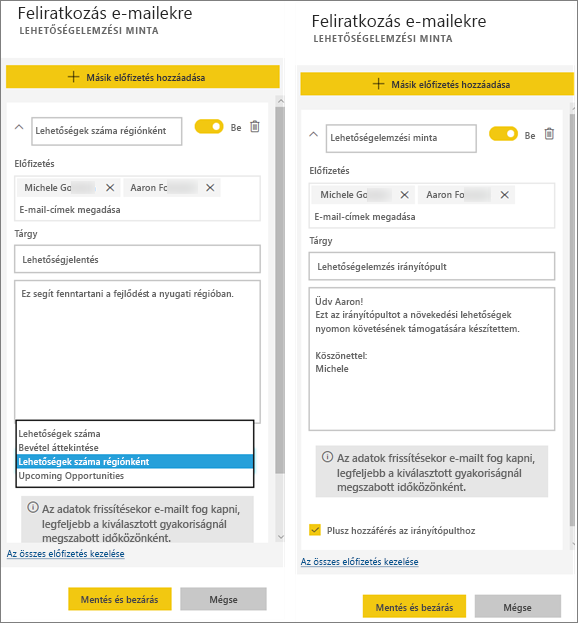 Feliratkozás e-mailekre
LEHETŐSÉGELEMZÉSI MINTA
Másik előfizetés hozzáadása
Lehetőségek száma régiónként
Be
Előfizetés
Michele Go
Aaron Fo
E-mail-címek megadása
Tárgy
Lehetőségjelentés
Ez segít fenntartani a fejlődést a nyugati régióban.
Lehetőségek száma
Bevétel áttekintése
Lehetőségek száma régiónként
Upcoming Opportunities
Az adatok frissítésekor e-mailt fog kapni,
legfeljebb a kiválasztott gyakoriságnál
megszabott időközönként.
Az összes előfizetés kezelése
Mentés és bezárás
Mégse
Feliratkozás e-mailekre
LEHETŐSÉGELEMZÉSI MINTA
Másik előfizetés hozzáadása
Lehetőségelemzési minta
Be
Előfizetés
Michele Go
Aaron Fo
E-mail-címek megadása
Tárgy
Lehetőségelemzés irányítópult
Üdv Aaron!
Ezt az irányítópultot a növekedési lehetőségek
nyomon követésének támogatására készítettem.
Köszönettel:
Michele
Az adatok frissítésekor e-mailt fog kapni,
legfeljebb a kiválasztott gyakoriságnál
megszabott időközönként.
Plusz hozzáférés az irányítópulthoz
Az összes előfizetés kezelése
Mentés és bezárás
Mégse